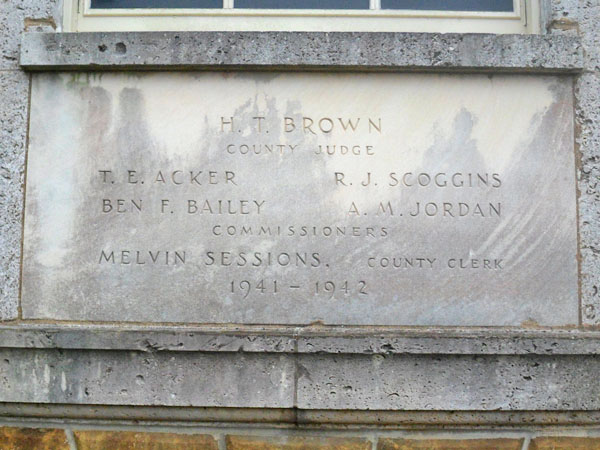 H. T. BROWN
COUNTY JUDGE
T. E. ACKER R. J. SCOGGINS
BEN F. BAILEY A. M. JORDAN
COMMISSIONERS
MELVIN SESSIONS. COUNTY CLERK
1941 – 1942